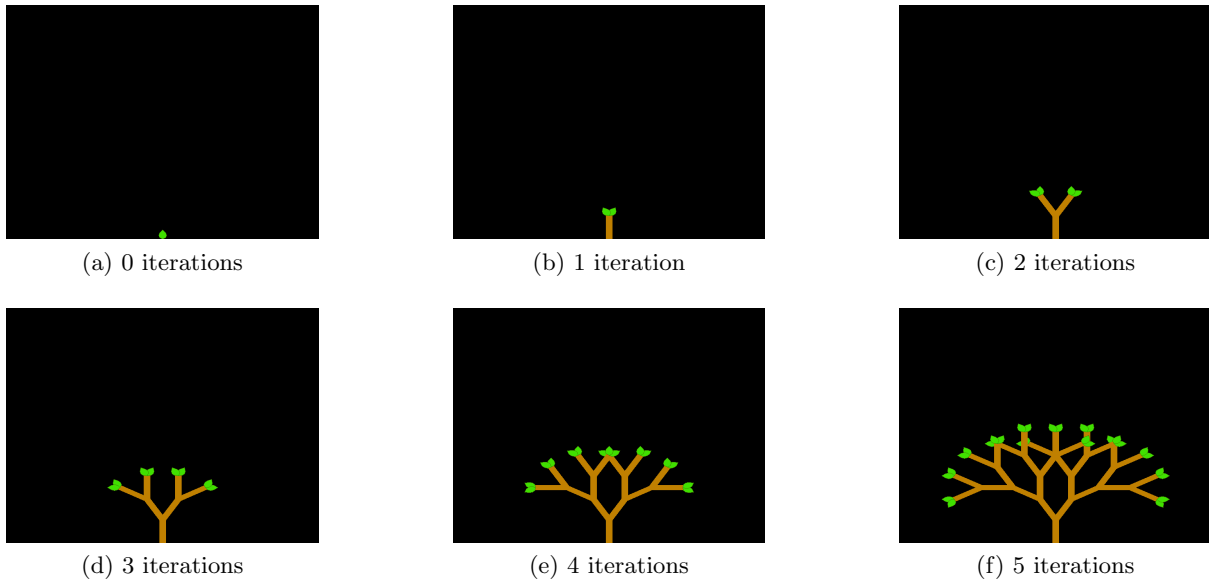 (a) 0 iterations
(b) 1 iteration
(c) 2 iterations
(d) 3 iterations
(e) 4 iterations
(f) 5 iterations